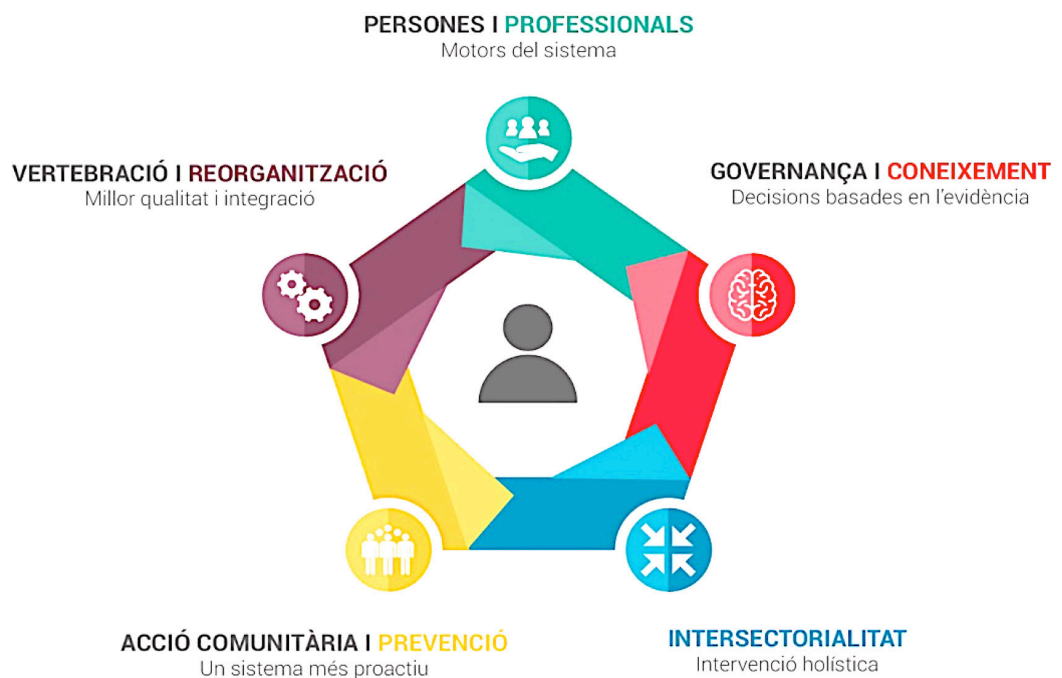 PERSONES I PROFESSIONALS
Motors del sistema
VERTEBRACIÓ I REORGANITZACIÓ
Millor qualitat i integració
GOVERNANÇA I CONEIXEMENT
Decisions basades en l'evidència
ACCIÓ COMUNITÀRIA I PREVENCIÓ
Un sistema més proactiu
INTERSECTORIALITAT
Intervenció holística